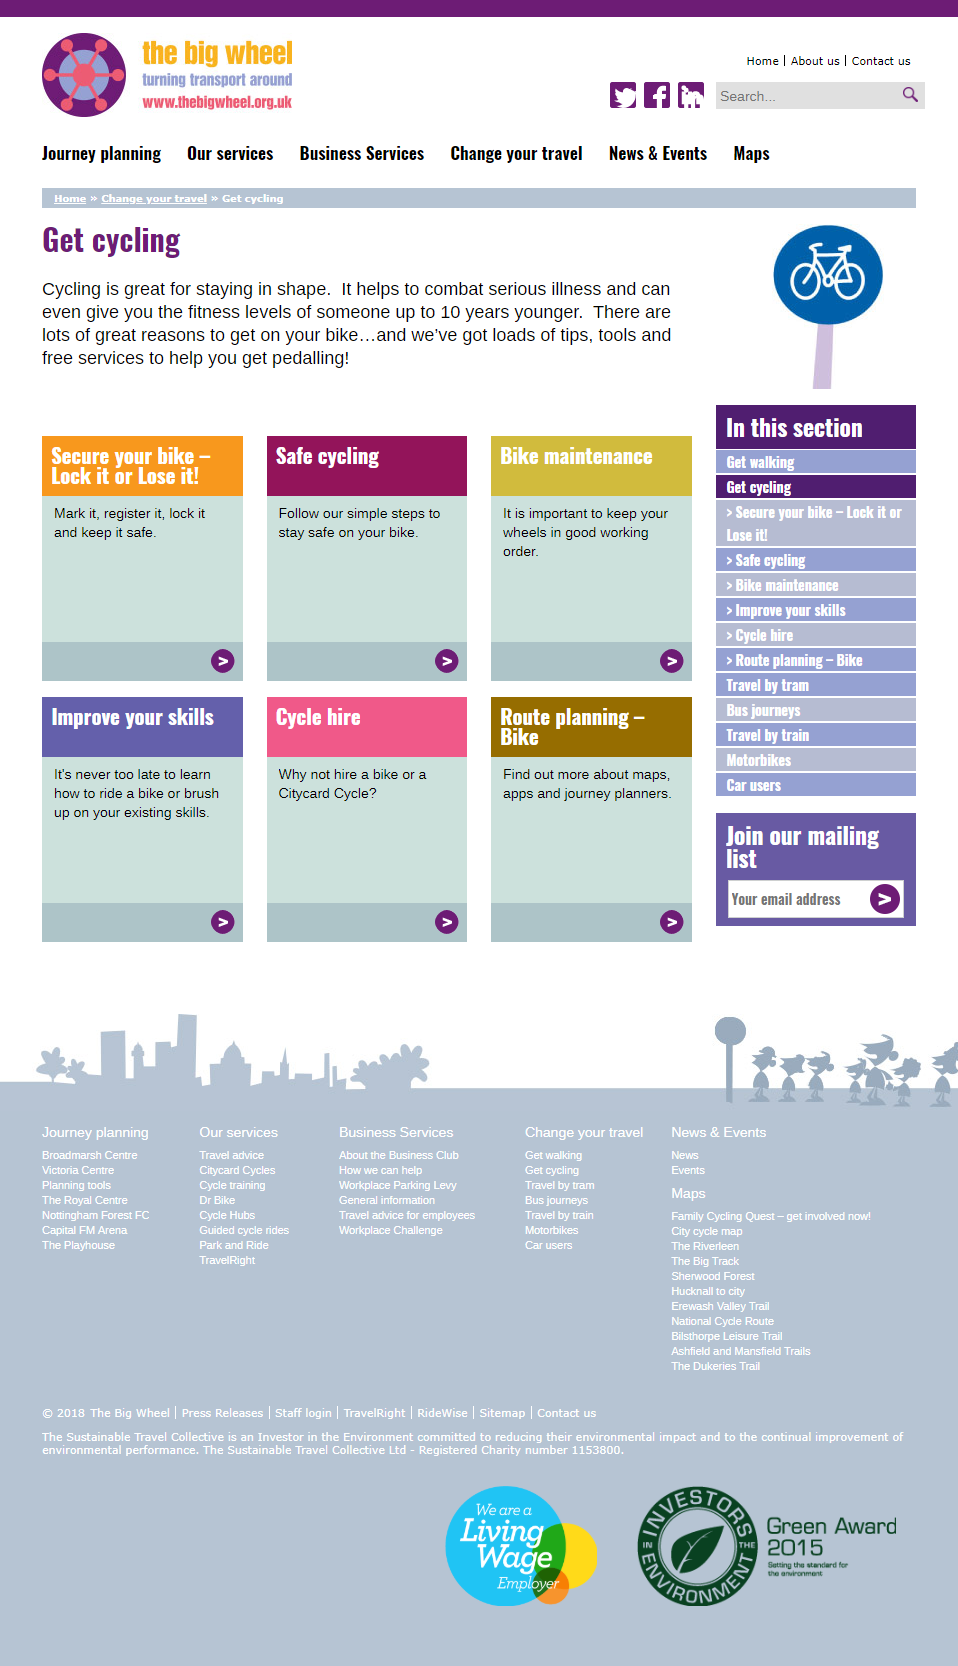 the big wheel
turning transport around
www.thebigwheel.org.uk
Home | About us | Contact us
Search...
Journey planning Our services Business Services Change your travel News & Events Maps
Home » Change your travel » Get cycling
Get cycling
Cycling is great for staying in shape. It helps to combat serious illness and can
even give you the fitness levels of someone up to 10 years younger. There are
lots of great reasons to get on your bike…and we’ve got loads of tips, tools and
free services to help you get pedalling!
Secure your bike –
Lock it or Lose it!
Mark it, register it, lock it
and keep it safe.
>
Safe cycling
Follow our simple steps to
stay safe on your bike.
>
Bike maintenance
It is important to keep your
wheels in good working
order.
>
Improve your skills
It’s never too late to learn
how to ride a bike or brush
up on your existing skills.
>
Cycle hire
Why not hire a bike or a
Citycard Cycle?
>
Route planning –
Bike
Find out more about maps,
apps and journey planners.
>
In this section
Get walking
Get cycling
> Secure your bike – Lock it or
Lose it!
> Safe cycling
> Bike maintenance
> Improve your skills
> Cycle hire
> Route planning – Bike
Travel by tram
Bus journeys
Travel by train
Motorbikes
Car users
Join our mailing
list
Your email address
>
Journey planning
Broadmarsh Centre
Victoria Centre
Planning tools
The Royal Centre
Nottingham Forest FC
Capital FM Arena
The Playhouse
Our services
Travel advice
Citycard Cycles
Cycle training
Dr Bike
Cycle Hubs
Guided cycle rides
Park and Ride
TravelRight
Business Services
About the Business Club
How we can help
Workplace Parking Levy
General information
Travel advice for employees
Workplace Challenge
Change your travel
Get walking
Get cycling
Travel by tram
Bus journeys
Travel by train
Motorbikes
Car users
News & Events
News
Events
Maps
Family Cycling Quest – get involved now!
City cycle map
The Riverleen
The Big Track
Sherwood Forest
Hucknall to city
Erewash Valley Trail
National Cycle Route
Bilsthorpe Leisure Trail
Ashfield and Mansfield Trails
The Dukeries Trail
© 2018 The Big Wheel | Press Releases | Staff login | TravelRight | RideWise | Sitemap | Contact us
The Sustainable Travel Collective is an Investor in the Environment committed to reducing their environmental impact and to the continual improvement of
environmental performance. The Sustainable Travel Collective Ltd - Registered Charity number 1153800.
We are a
Living
Wage
Employer
INVESTORS
IN THE
ENVIRONMENT
Green Award
2015
Setting the standard for
the environment